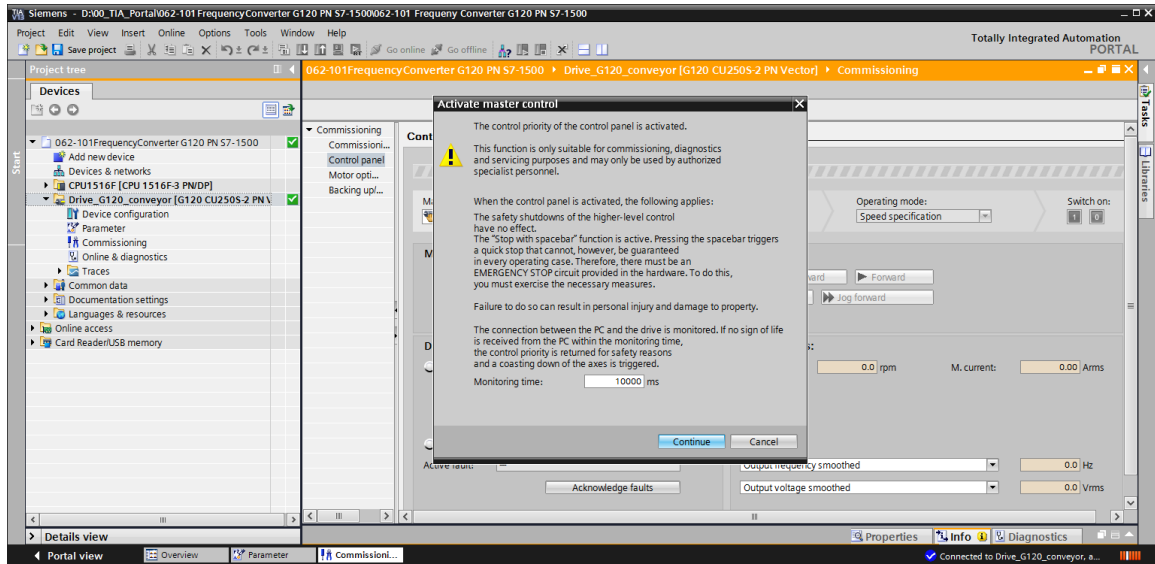 Siemens - D:\00_TIA_Portal\062-101 FrequencyConverter G120 PN S7-1500\062-101 Frequeny Converter G120 PN S7-1500
Project Edit View Insert Online Options Tools Window Help
Totally Integrated Automation
PORTAL
Save project
Go online
Go offline
Project tree
062-101FrequencyConverter G120 PN S7-1500 Drive_G120_conveyor [G120 CU250S-2 PN Vector] Commissioning
Devices
Start
062-101FrequencyConverter G120 PN S7-1500
Add new device
Devices & networks
CPU1516F [CPU 1516F-3 PN/DP]
Drive_G120_conveyor [G120 CU250S-2 PN V
Device configuration
Parameter
Commissioning
Online & diagnostics
Traces
Common data
Documentation settings
Languages & resources
Online access
Card Reader/USB memory
Commissioning
Commissioni...
Control panel
Motor opti...
Backing up/...
Cont
Ma
M
D
Activate master control
The control priority of the control panel is activated.
This function is only suitable for commissioning, diagnostics
and servicing purposes and may only be used by authorized
specialist personnel.
When the control panel is activated, the following applies:
The safety shutdowns of the higher-level control
have no effect.
The "Stop with spacebar" function is active. Pressing the spacebar triggers
a quick stop that cannot, however, be guaranteed
in every operating case. Therefore, there must be an
EMERGENCY STOP circuit provided in the hardware. To do this,
you must exercise the necessary measures.
Failure to do so can result in personal injury and damage to property.
The connection between the PC and the drive is monitored. If no sign of life
is received from the PC within the monitoring time,
the control priority is returned for safety reasons
and a coasting down of the axes is triggered.
Monitoring time: 10000 ms
Continue Cancel
Operating mode:
Speed specification
Switch on:
1 0
ward Forward
Jog forward
s:
0.0 rpm M. current: 0.00 Arms
Active fault:
Output frequency smoothed 0.0 Hz
Acknowledge faults
Output voltage smoothed 0.0 Vrms
Tasks
Libraries
Details view
Properties Info Diagnostics
Portal view Overview Parameter Commissioni...
Connected to Drive_G120_conveyor, a...